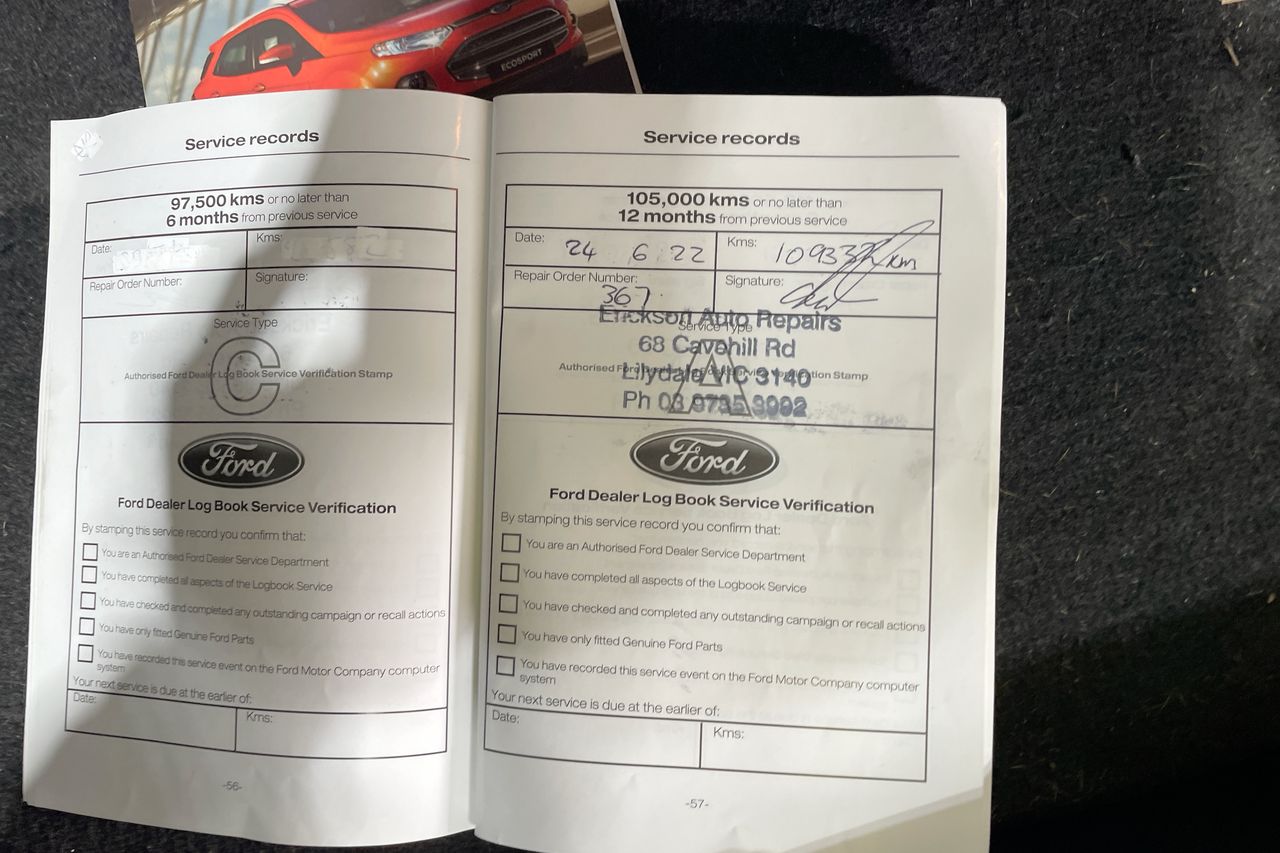 ECOSPORT
Service records
97,500 kms or no later than
6 months from previous service
Date:
Kms:
Repair Order Number:
Signature:
Service Type
C
Authorised Ford Dealer Log Book Service Verification Stamp
Ford
Ford Dealer Log Book Service Verification
By stamping this service record you confirm that:
You are an Authorised Ford Dealer Service Department
You have completed all aspects of the Logbook Service
You have checked and completed any outstanding campaign or recall actions
You have only fitted Genuine Ford Parts
You have recorded this service event on the Ford Motor Company computer
system
Your next service is due at the earlier of:
Date:
Kms:
-56-
Service records
105,000 kms or no later than
12 months from previous service
Date: 24 6 22
Kms: km
Repair Order Number:
367
Signature:
Erickson Auto Repairs
Service Type
68 Cavehill Rd
A
Authorised Ford Dealer Log Book Service Verification Stamp
Lilydale VIC 3140
Ph 03 9735 3002
Ford
Ford Dealer Log Book Service Verification
By stamping this service record you confirm that:
You are an Authorised Ford Dealer Service Department
You have completed all aspects of the Logbook Service
You have checked and completed any outstanding campaign or recall actions
You have only fitted Genuine Ford Parts
You have recorded this service event on the Ford Motor Company computer
system
Your next service is due at the earlier of:
Date:
Kms:
-57-